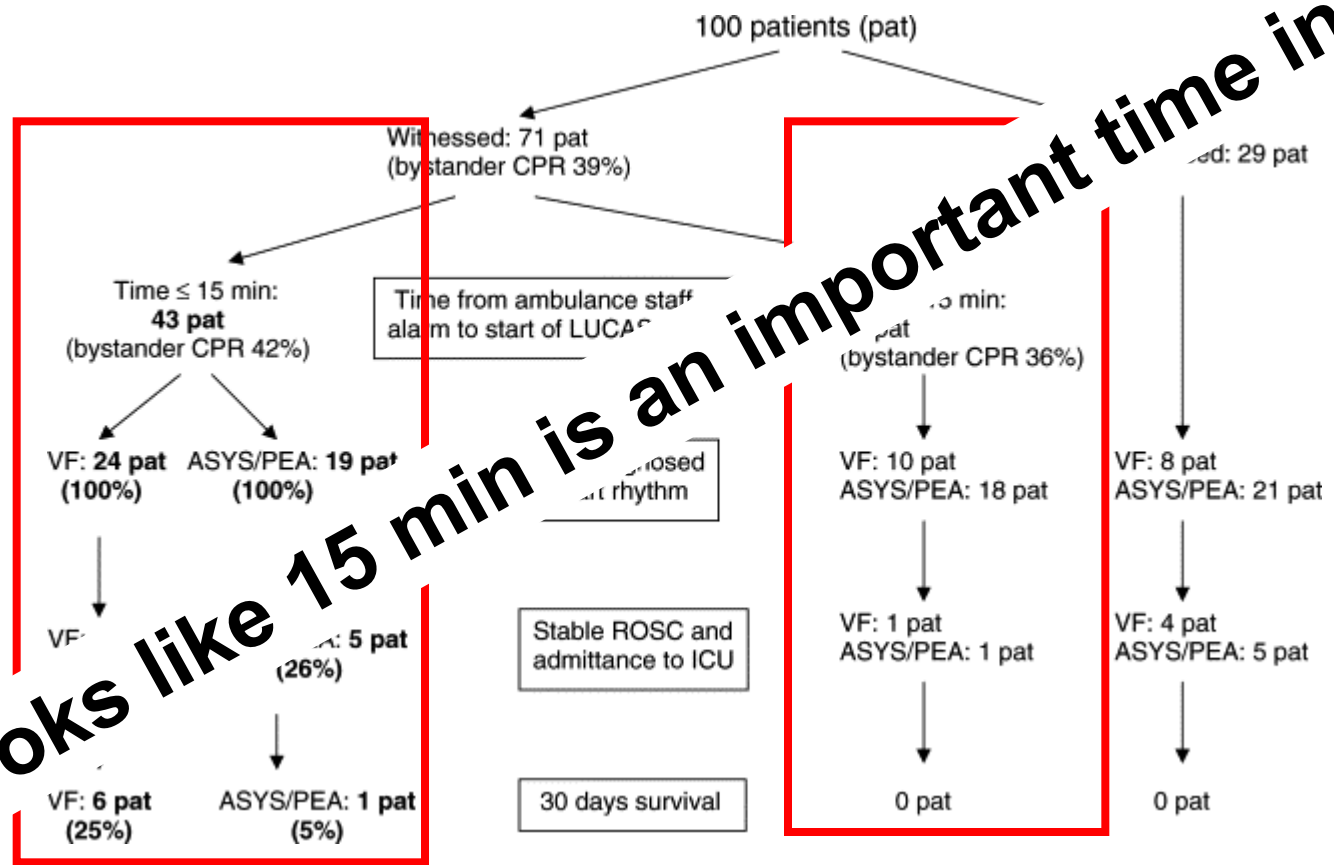 100 patients (pat)
Witnessed: 71 pat
(bystander CPR 39%)
29 pat
Time ≤ 15 min:
43 pat
(bystander CPR 42%)
Time from ambulance staff
alarm to start of LUCAS
min:
pat
(bystander CPR 36%)
looks like 15 min is an important time in
VF: 24 pat ASYS/PEA: 19 pat
(100%) (100%)
rhythm
VF: 10 pat
ASYS/PEA: 18 pat
VF: 8 pat
ASYS/PEA: 21 pat
VF:
5 pat
(26%)
Stable ROSC and
admittance to ICU
VF: 1 pat
ASYS/PEA: 1 pat
VF: 4 pat
ASYS/PEA: 5 pat
VF: 6 pat ASYS/PEA: 1 pat
(25%) (5%)
30 days survival
0 pat
0 pat